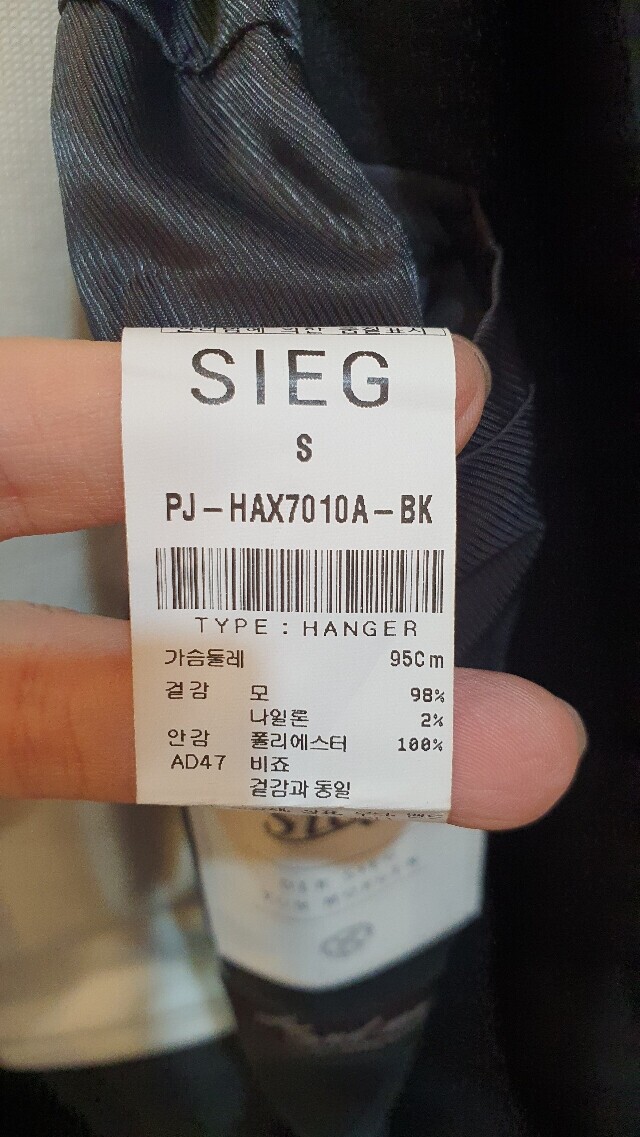 SIEG
S
PJ-HAX7010A-BK
TYPE : HANGER
가슴둘레 95Cm
겉감 모 98%
나일론 2%
안감 폴리에스터 100%
AD47 비죠
겉감과 동일